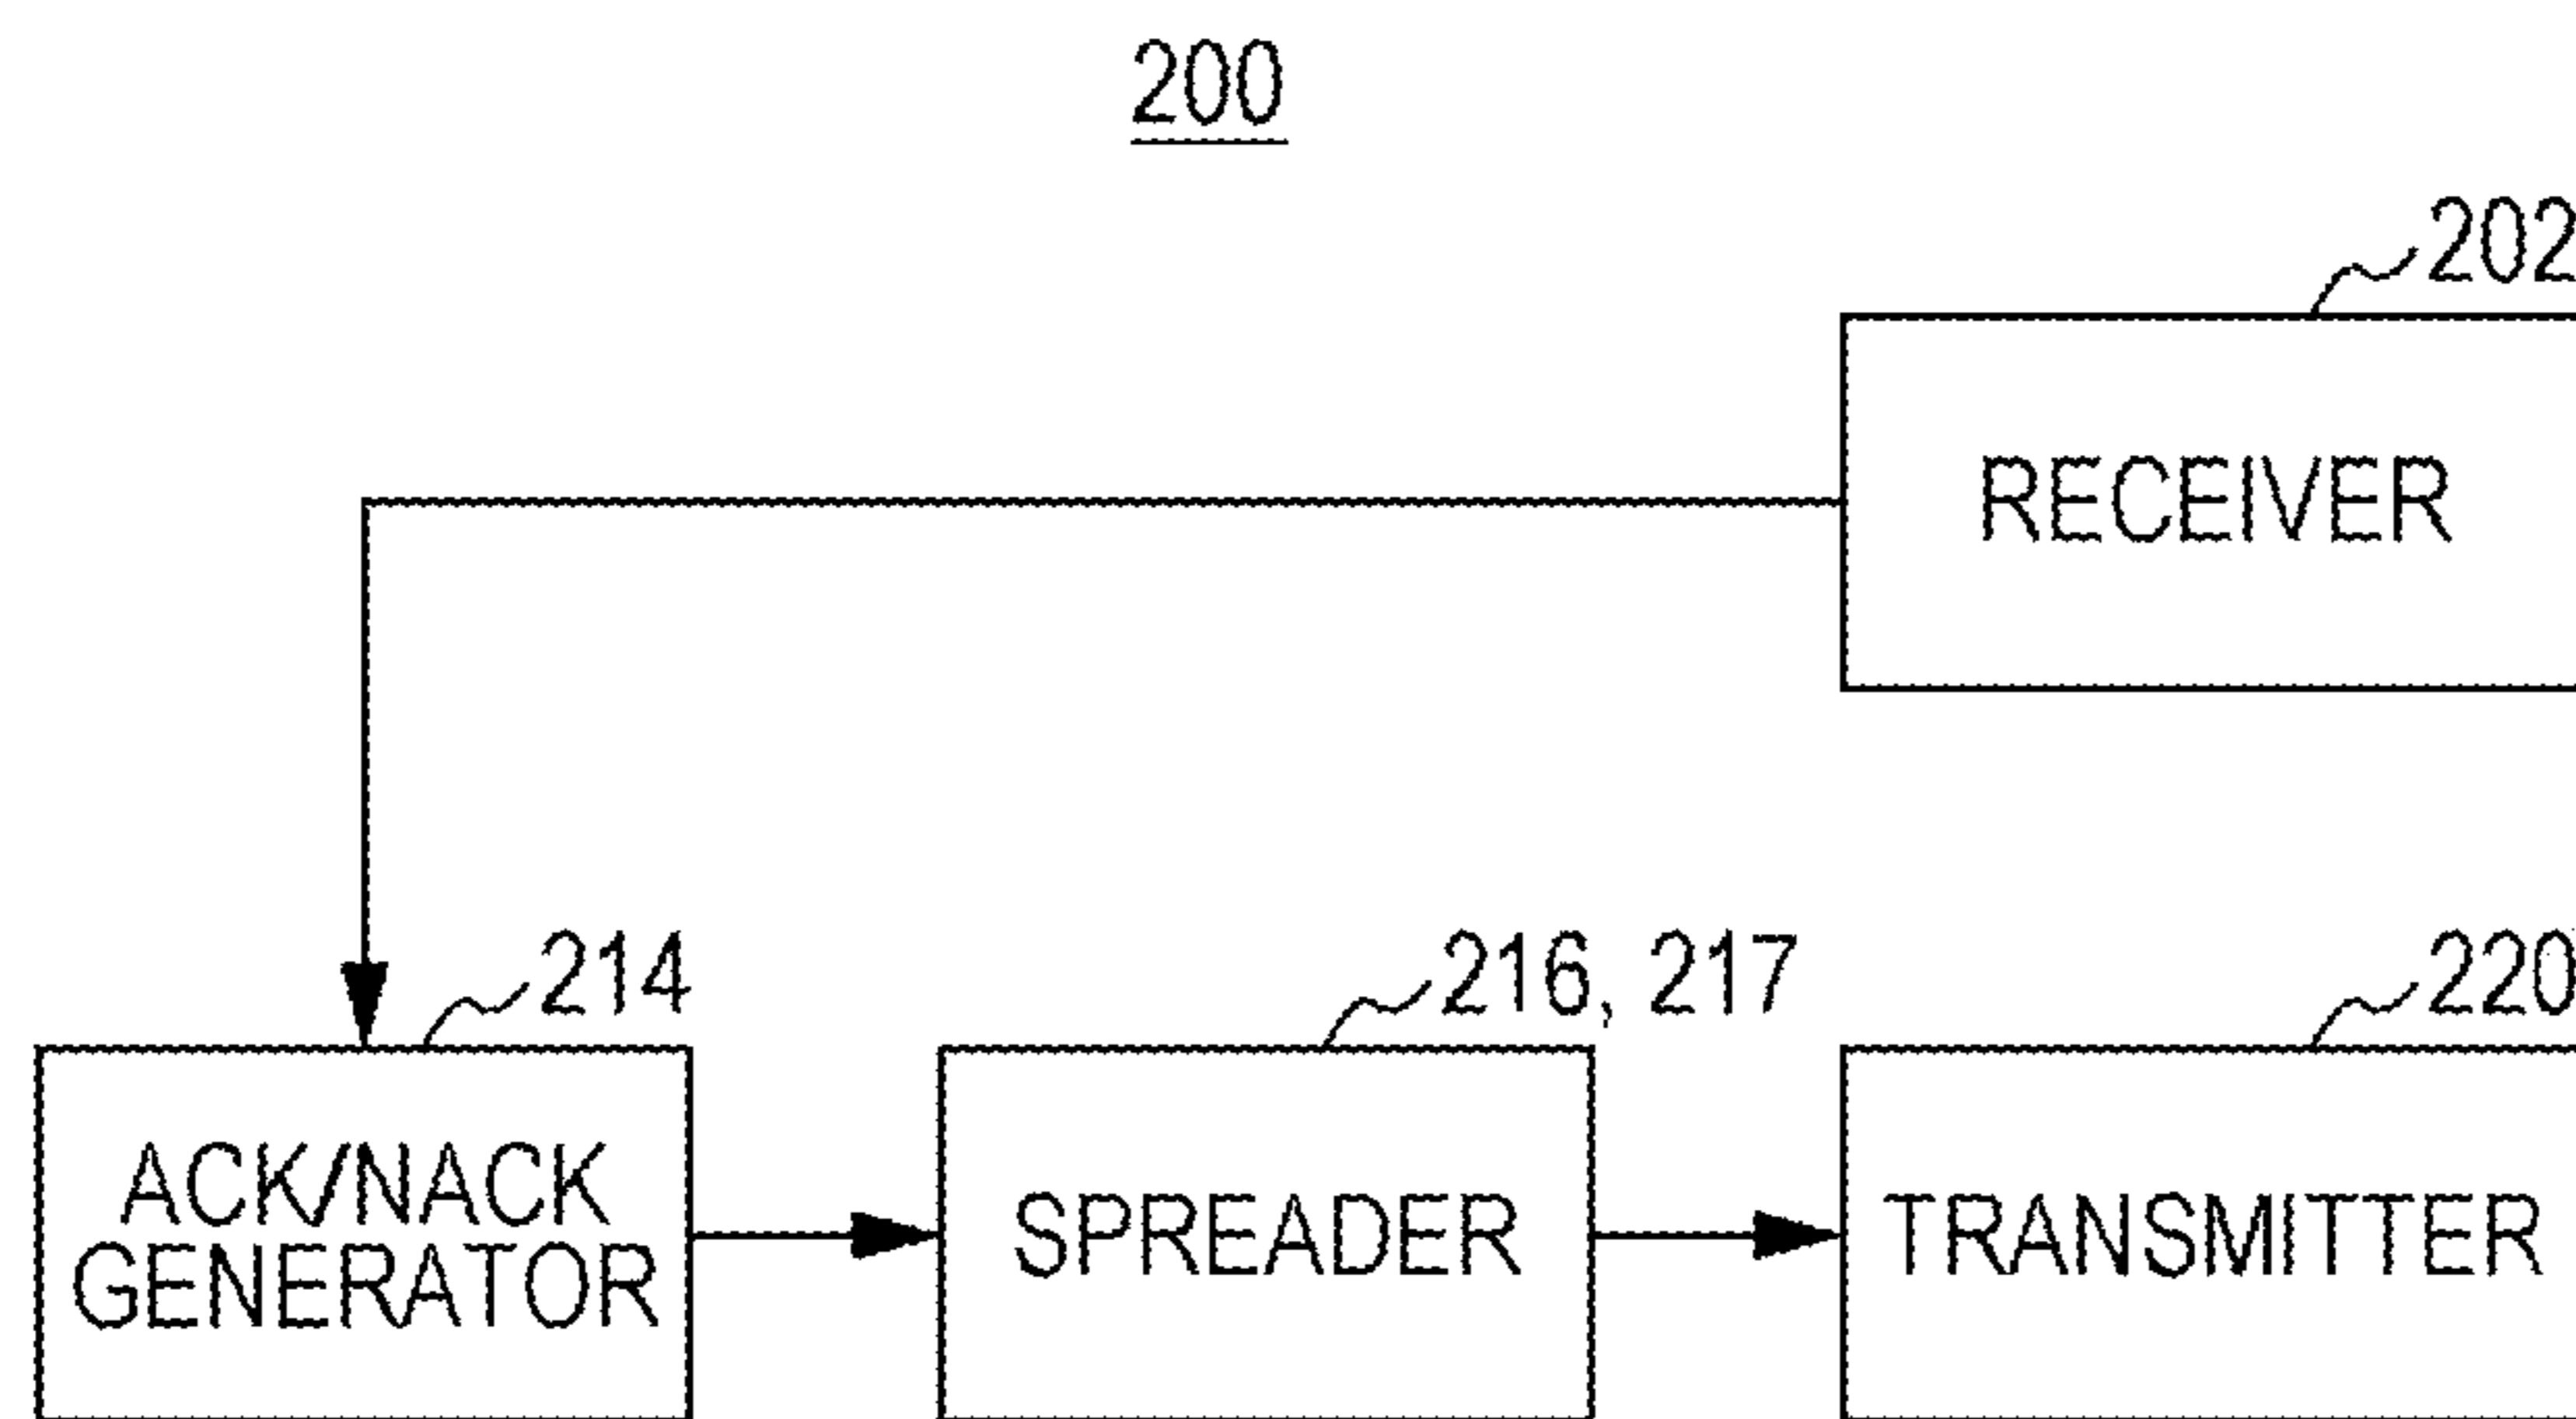 200
202
RECEIVER
214
216, 217
220
ACK/NACK
GENERATOR
SPREADER
TRANSMITTER